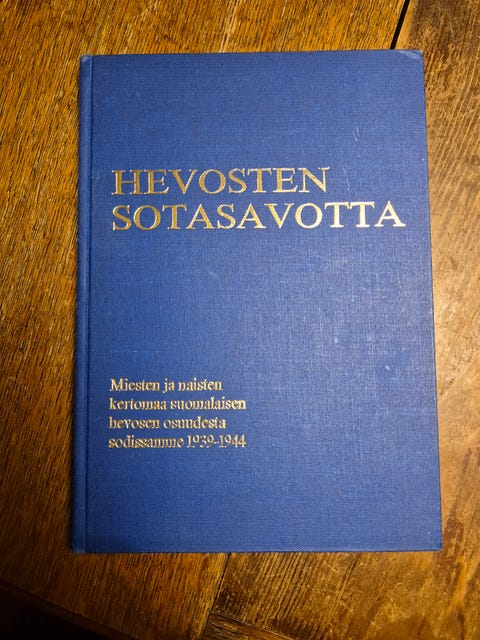 HEVOSTEN
SOTASAVOTTA
Miesten ja naisten
kertomaa suomalaisen
hevosen osuudesta
sodissamme 1939-1944